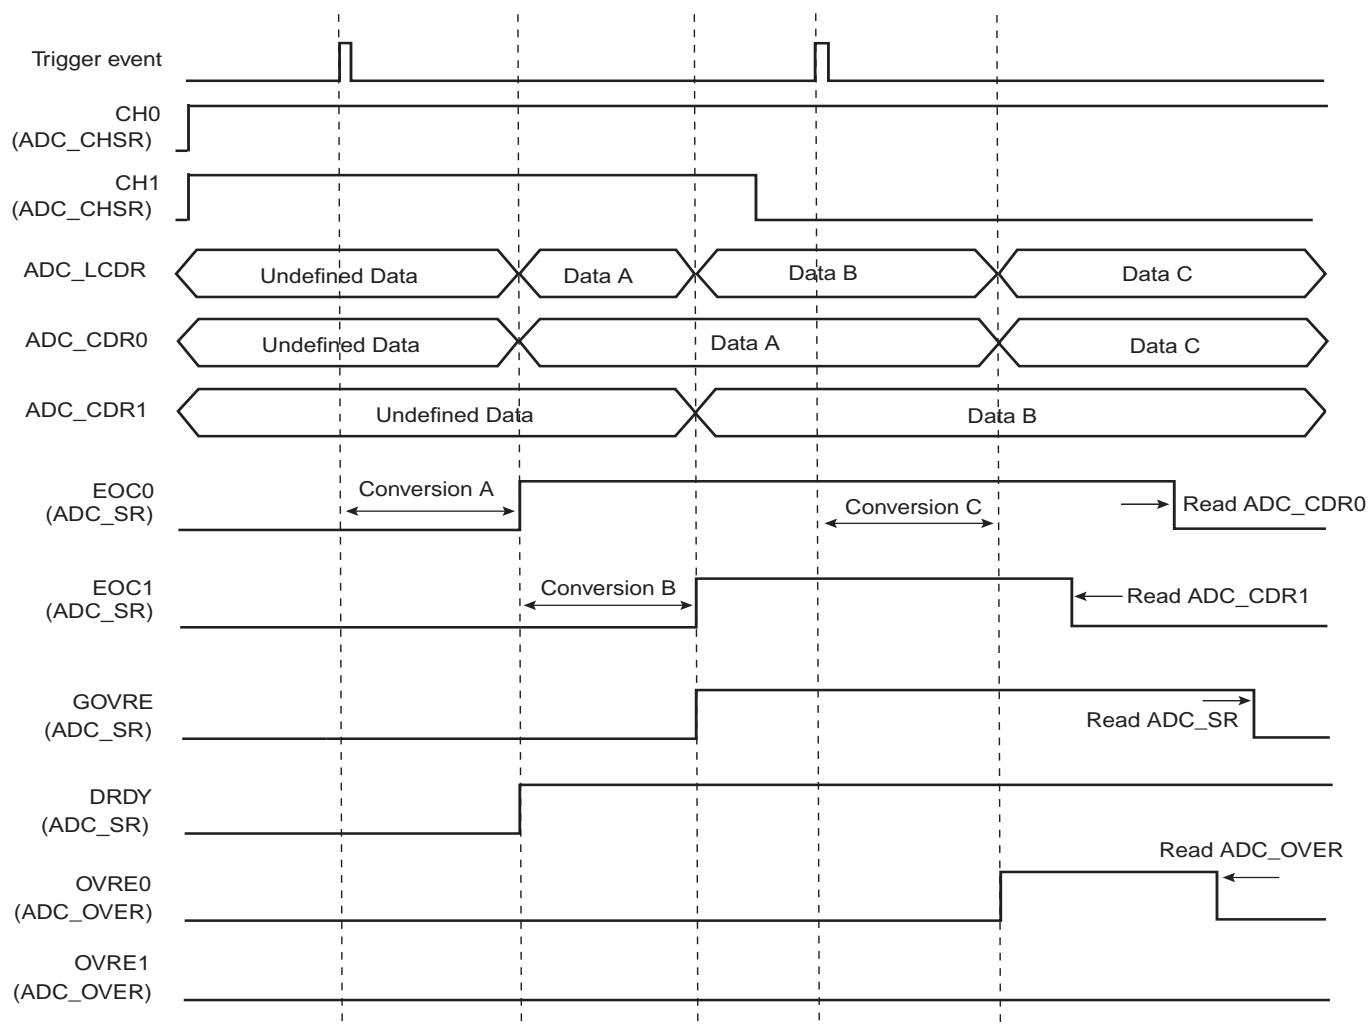 Trigger event
CH0
(ADC_CHSR)
CH1
(ADC_CHSR)
ADC_LCDR
Undefined Data
Data A
Data B
Data C
ADC_CDR0
Undefined Data
Data A
Data C
ADC_CDR1
Undefined Data
Data B
EOC0
(ADC_SR)
Conversion A
Conversion C
Read ADC_CDR0
EOC1
(ADC_SR)
Conversion B
Read ADC_CDR1
GOVRE
(ADC_SR)
Read ADC_SR
DRDY
(ADC_SR)
Read ADC_OVER
OVRE0
(ADC_OVER)
OVRE1
(ADC_OVER)